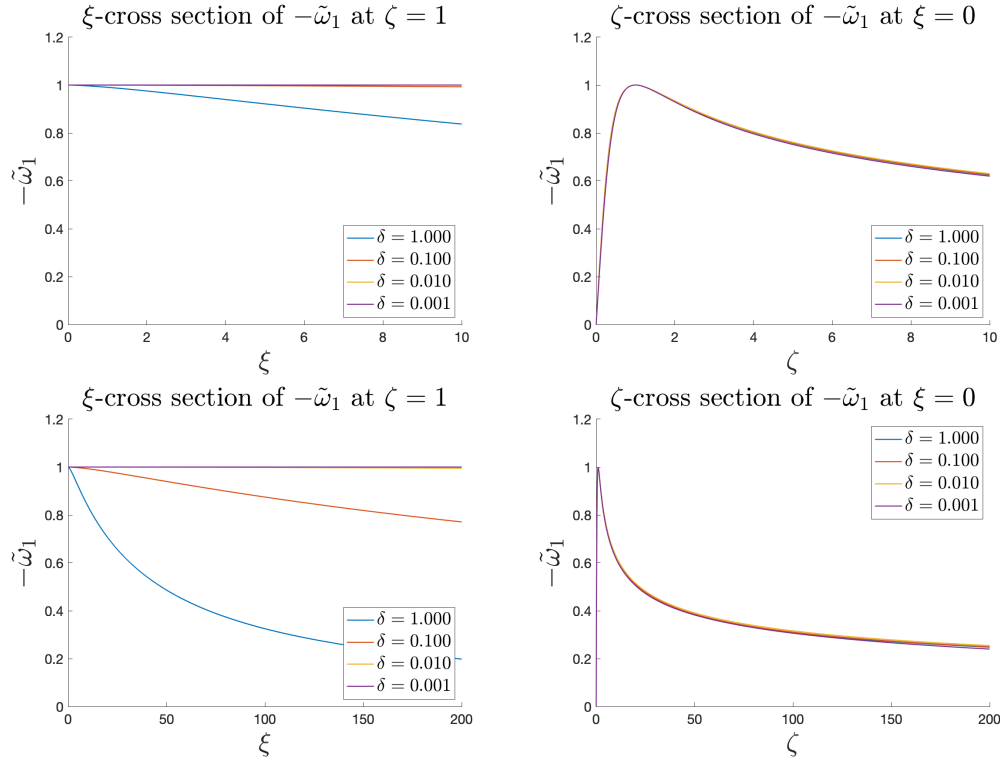 ξ-cross section of −ω̃₁ at ζ = 1
1.2
1
0.8
0.6
0.4
0.2
0
−ω̃₁
δ = 1.000
δ = 0.100
δ = 0.010
δ = 0.001
0 2 4 6 8 10
ξ
ζ-cross section of −ω̃₁ at ξ = 0
1.2
1
0.8
0.6
0.4
0.2
0
−ω̃₁
δ = 1.000
δ = 0.100
δ = 0.010
δ = 0.001
0 2 4 6 8 10
ζ
ξ-cross section of −ω̃₁ at ζ = 1
1.2
1
0.8
0.6
0.4
0.2
0
−ω̃₁
δ = 1.000
δ = 0.100
δ = 0.010
δ = 0.001
0 50 100 150 200
ξ
ζ-cross section of −ω̃₁ at ξ = 0
1.2
1
0.8
0.6
0.4
0.2
0
−ω̃₁
δ = 1.000
δ = 0.100
δ = 0.010
δ = 0.001
0 50 100 150 200
ζ